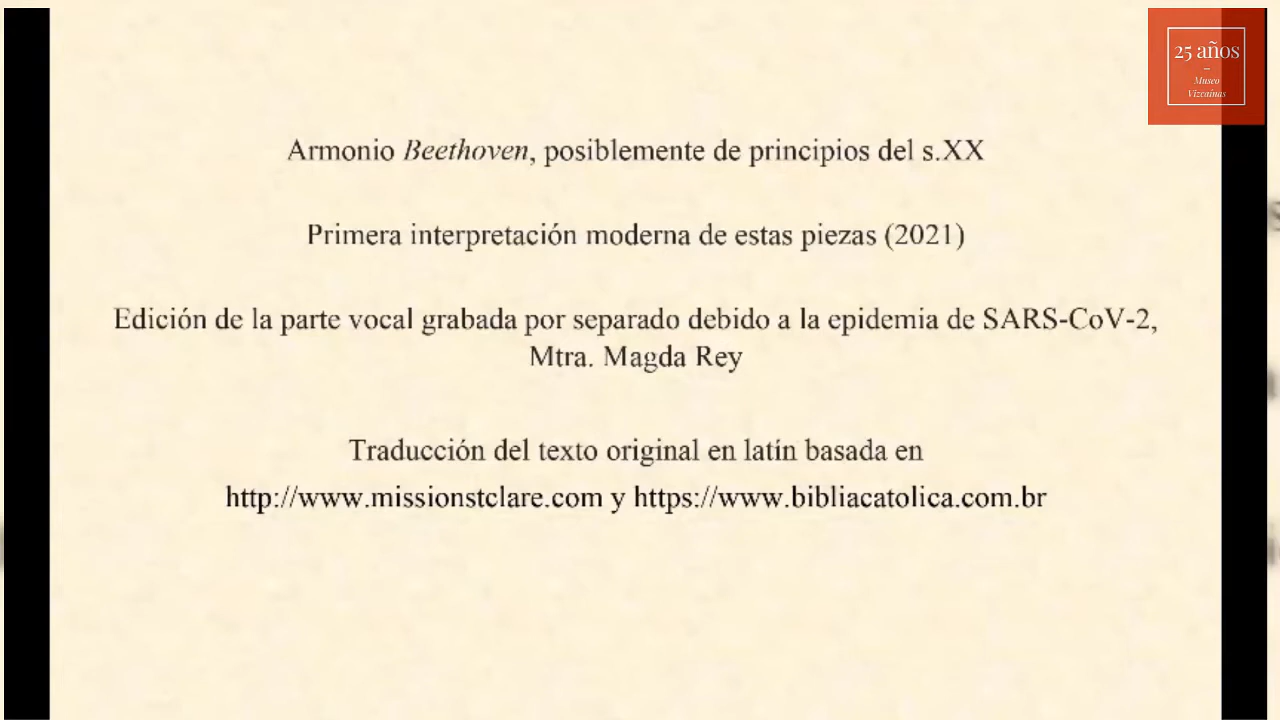 25 años
–
Museo
Vizcaínas
Armonio Beethoven, posiblemente de principios del s.XX
Primera interpretación moderna de estas piezas (2021)
Edición de la parte vocal grabada por separado debido a la epidemia de SARS-CoV-2,
Mtra. Magda Rey
Traducción del texto original en latín basada en
http://www.missionstclare.com y https://www.bibliacatolica.com.br